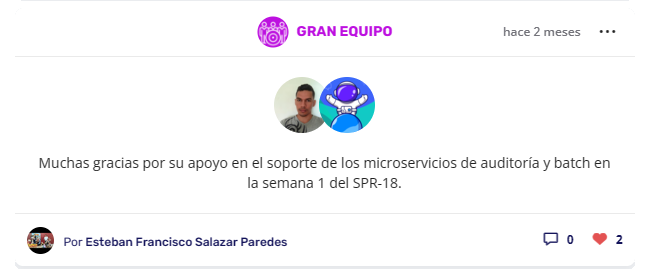 GRAN EQUIPO
hace 2 meses
Muchas gracias por su apoyo en el soporte de los microservicios de auditoría y batch en
la semana 1 del SPR-18.
Por Esteban Francisco Salazar Paredes
0
2